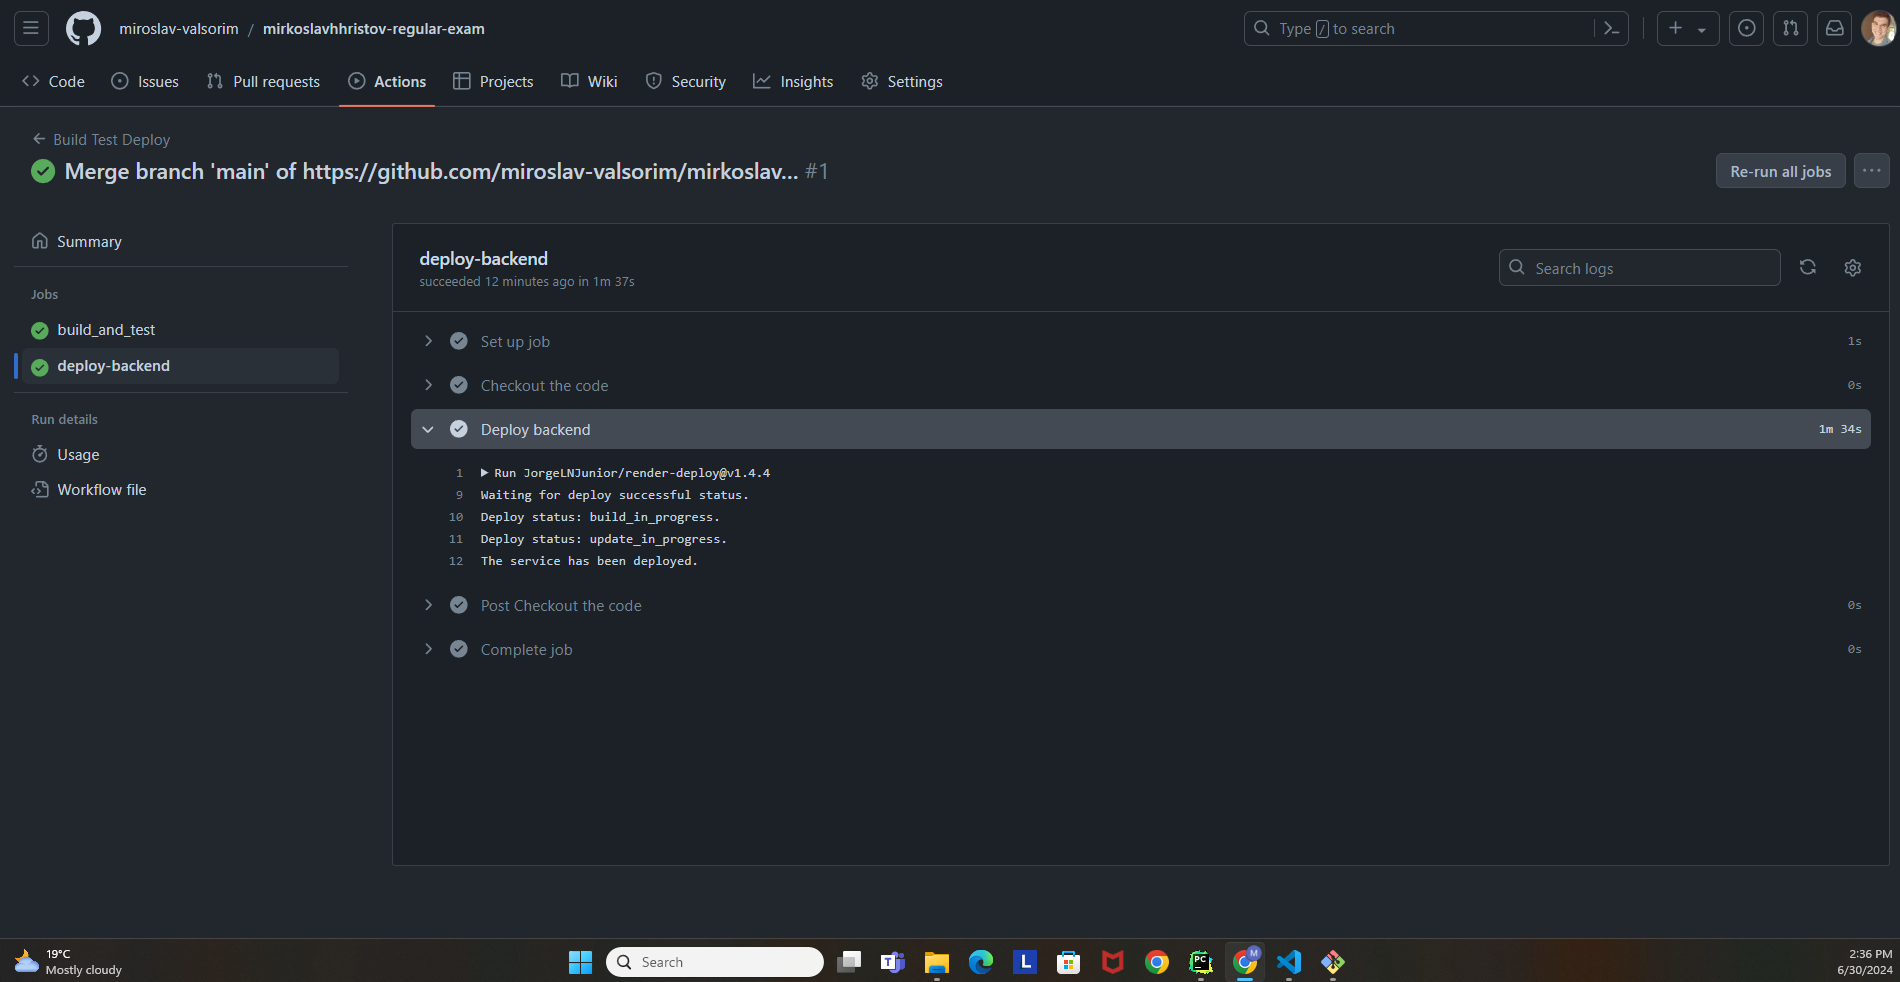 miroslav-valsorim / mirkoslavhhristov-regular-exam
Type / to search
Code
Issues
Pull requests
Actions
Projects
Wiki
Security
Insights
Settings
Build Test Deploy
Merge branch 'main' of https://github.com/miroslav-valsorim/mirkoslav... #1
Re-run all jobs
Summary
Jobs
build_and_test
deploy-backend
Run details
Usage
Workflow file
deploy-backend
succeeded 12 minutes ago in 1m 37s
Search logs
Set up job 1s
Checkout the code 0s
Deploy backend 1m 34s
1 Run JorgeLNJunior/render-deploy@v1.4.4
9 Waiting for deploy successful status.
10 Deploy status: build_in_progress.
11 Deploy status: update_in_progress.
12 The service has been deployed.
Post Checkout the code 0s
Complete job 0s
19°C
Mostly cloudy
Search
T
L
PC
M
2:36 PM
6/30/2024